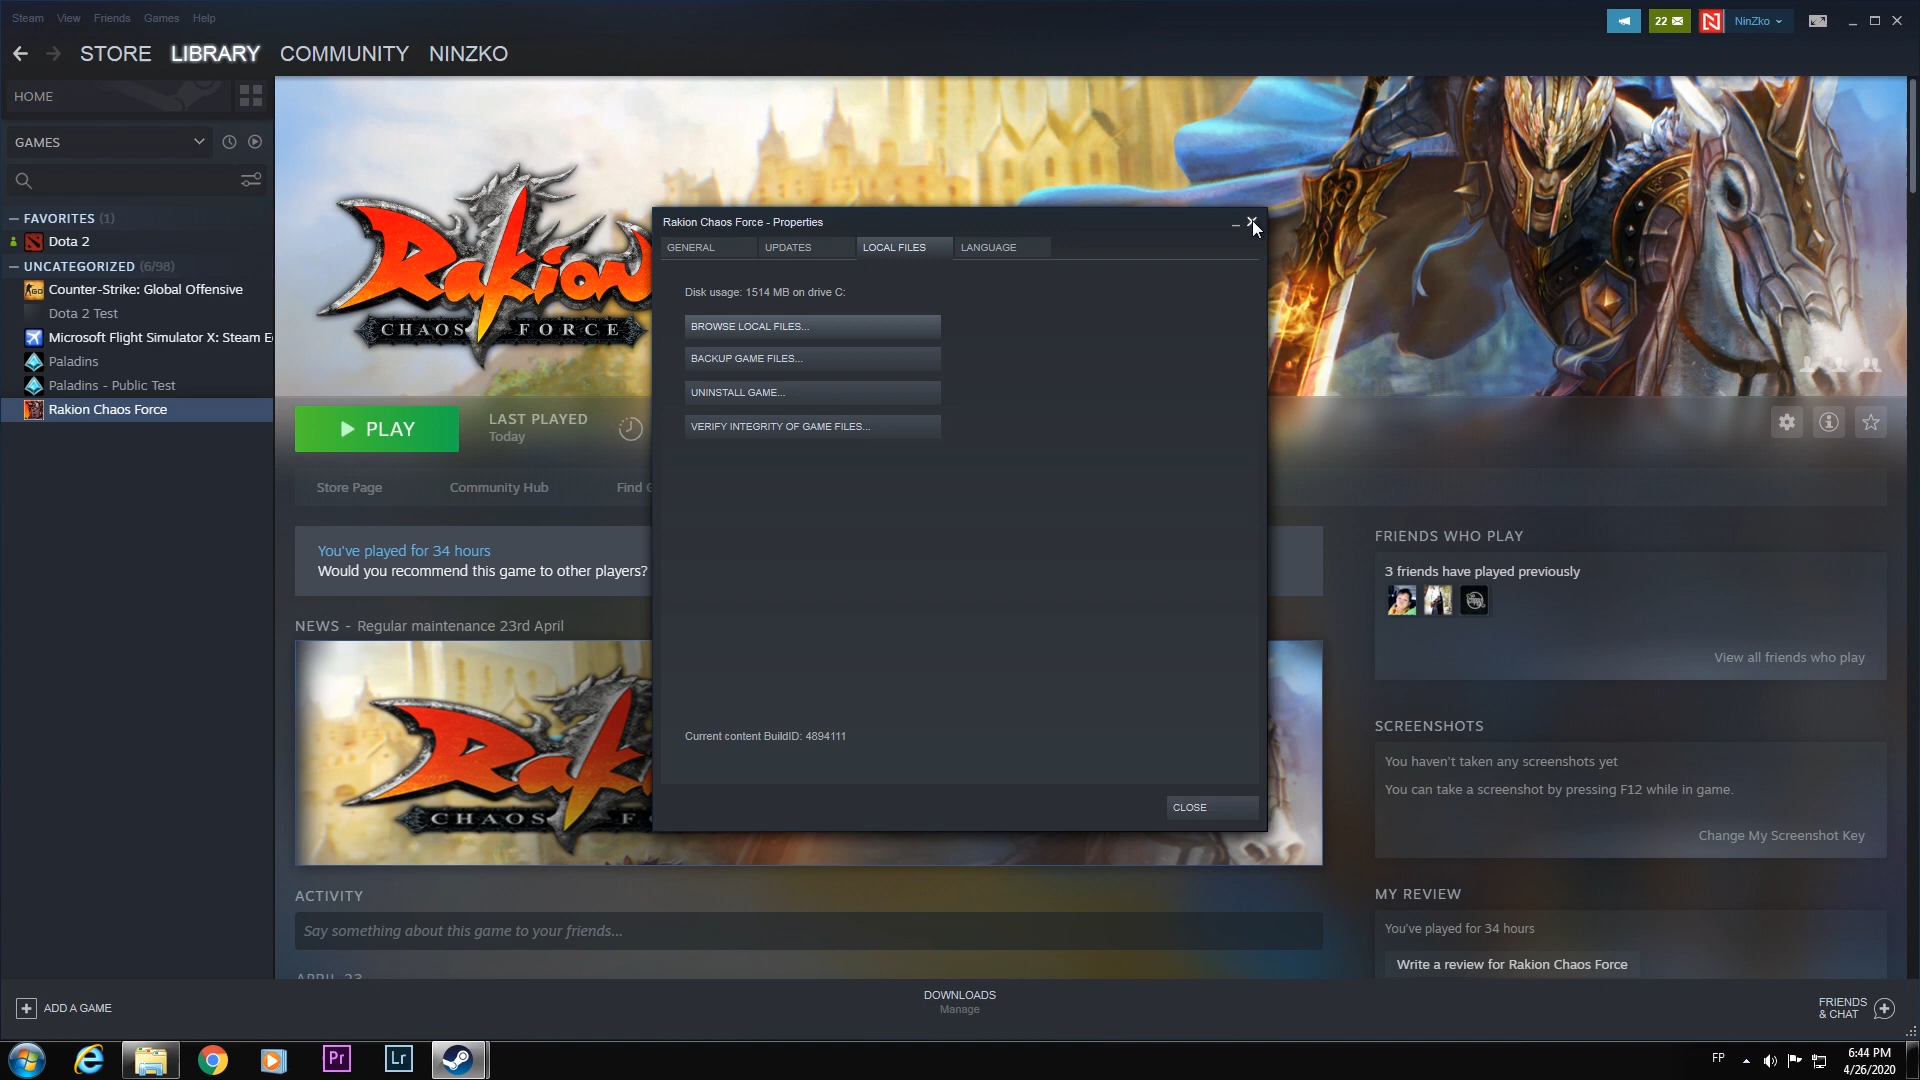 Steam View Friends Games Help
22
NinZko
STORE LIBRARY COMMUNITY NINZKO
HOME
GAMES
FAVORITES (1)
Dota 2
UNCATEGORIZED (6/98)
Counter-Strike: Global Offensive
Dota 2 Test
Microsoft Flight Simulator X: Steam E
Paladins
Paladins - Public Test
Rakion Chaos Force
Rakion
CHAOS FORCE
PLAY
LAST PLAYED
Today
Store Page Community Hub Find
You've played for 34 hours
Would you recommend this game to other players?
NEWS - Regular maintenance 23rd April
CHAOS F
ACTIVITY
Say something about this game to your friends...
APRIL 23
Rakion Chaos Force - Properties
GENERAL UPDATES LOCAL FILES LANGUAGE
Disk usage: 1514 MB on drive C:
BROWSE LOCAL FILES...
BACKUP GAME FILES...
UNINSTALL GAME...
VERIFY INTEGRITY OF GAME FILES...
Current content BuildID: 4894111
CLOSE
FRIENDS WHO PLAY
3 friends have played previously
View all friends who play
SCREENSHOTS
You haven't taken any screenshots yet
You can take a screenshot by pressing F12 while in game.
Change My Screenshot Key
MY REVIEW
You've played for 34 hours
Write a review for Rakion Chaos Force
ADD A GAME
DOWNLOADS
Manage
FRIENDS
& CHAT
Pr
Lr
FP
6:44 PM
4/26/2020